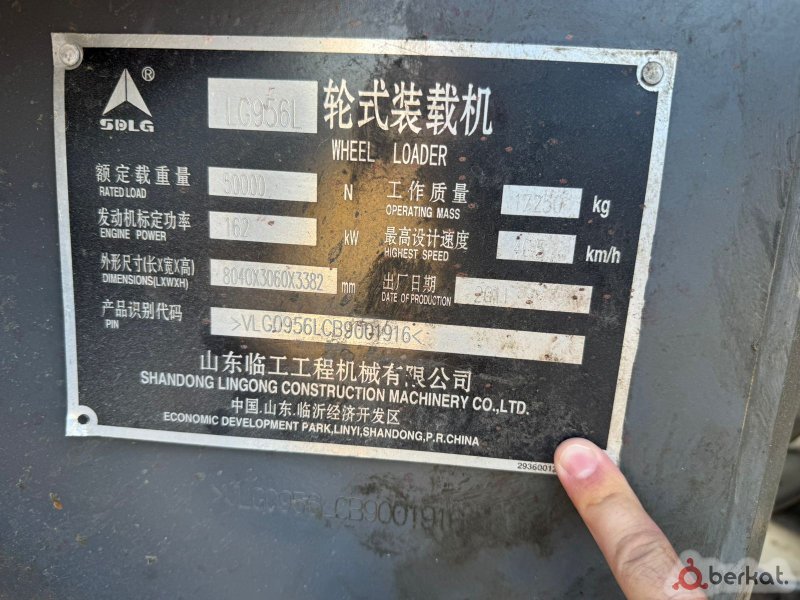 ®
SDLG
LG956L
轮式装载机
WHEEL LOADER
额定载重量
RATED LOAD
50000 N
工作质量
OPERATING MASS
kg
发动机标定功率
ENGINE POWER
162 kW
最高设计速度
HIGHEST SPEED
km/h
外形尺寸(长X宽X高)
DIMENSIONS(LXWXH)
8040X3060X3382 mm
出厂日期
DATE OF PRODUCTION
产品识别代码
PIN
>VLG0956LCB9001916<
山东临工工程机械有限公司
SHANDONG LINGONG CONSTRUCTION MACHINERY CO.,LTD.
中国.山东.临沂经济开发区
ECONOMIC DEVELOPMENT PARK,LINYI,SHANDONG,P.R.CHINA
>VLG0956LCB9001916
berkat.